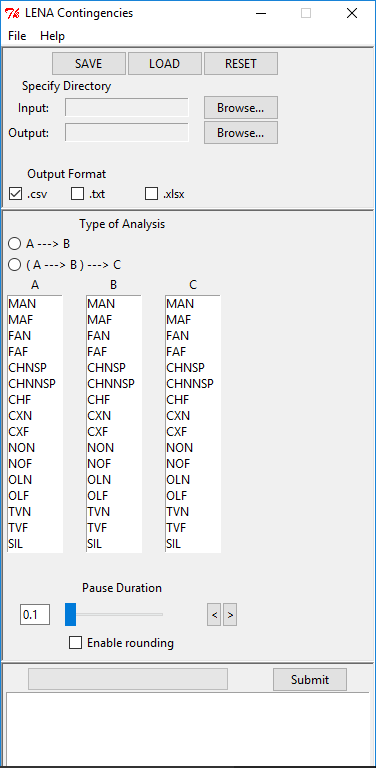 LENA Contingencies
File Help
SAVE LOAD RESET
Specify Directory
Input: Browse...
Output: Browse...
Output Format
.csv .txt .xlsx
Type of Analysis
A ---> B
( A ---> B ) ---> C
A B C
MAN MAN MAN
MAF MAF MAF
FAN FAN FAN
FAF FAF FAF
CHNSP CHNSP CHNSP
CHNNSP CHNNSP CHNNSP
CHF CHF CHF
CXN CXN CXN
CXF CXF CXF
NON NON NON
NOF NOF NOF
OLN OLN OLN
OLF OLF OLF
TVN TVN TVN
TVF TVF TVF
SIL SIL SIL
Pause Duration
0.1 < >
Enable rounding
Submit